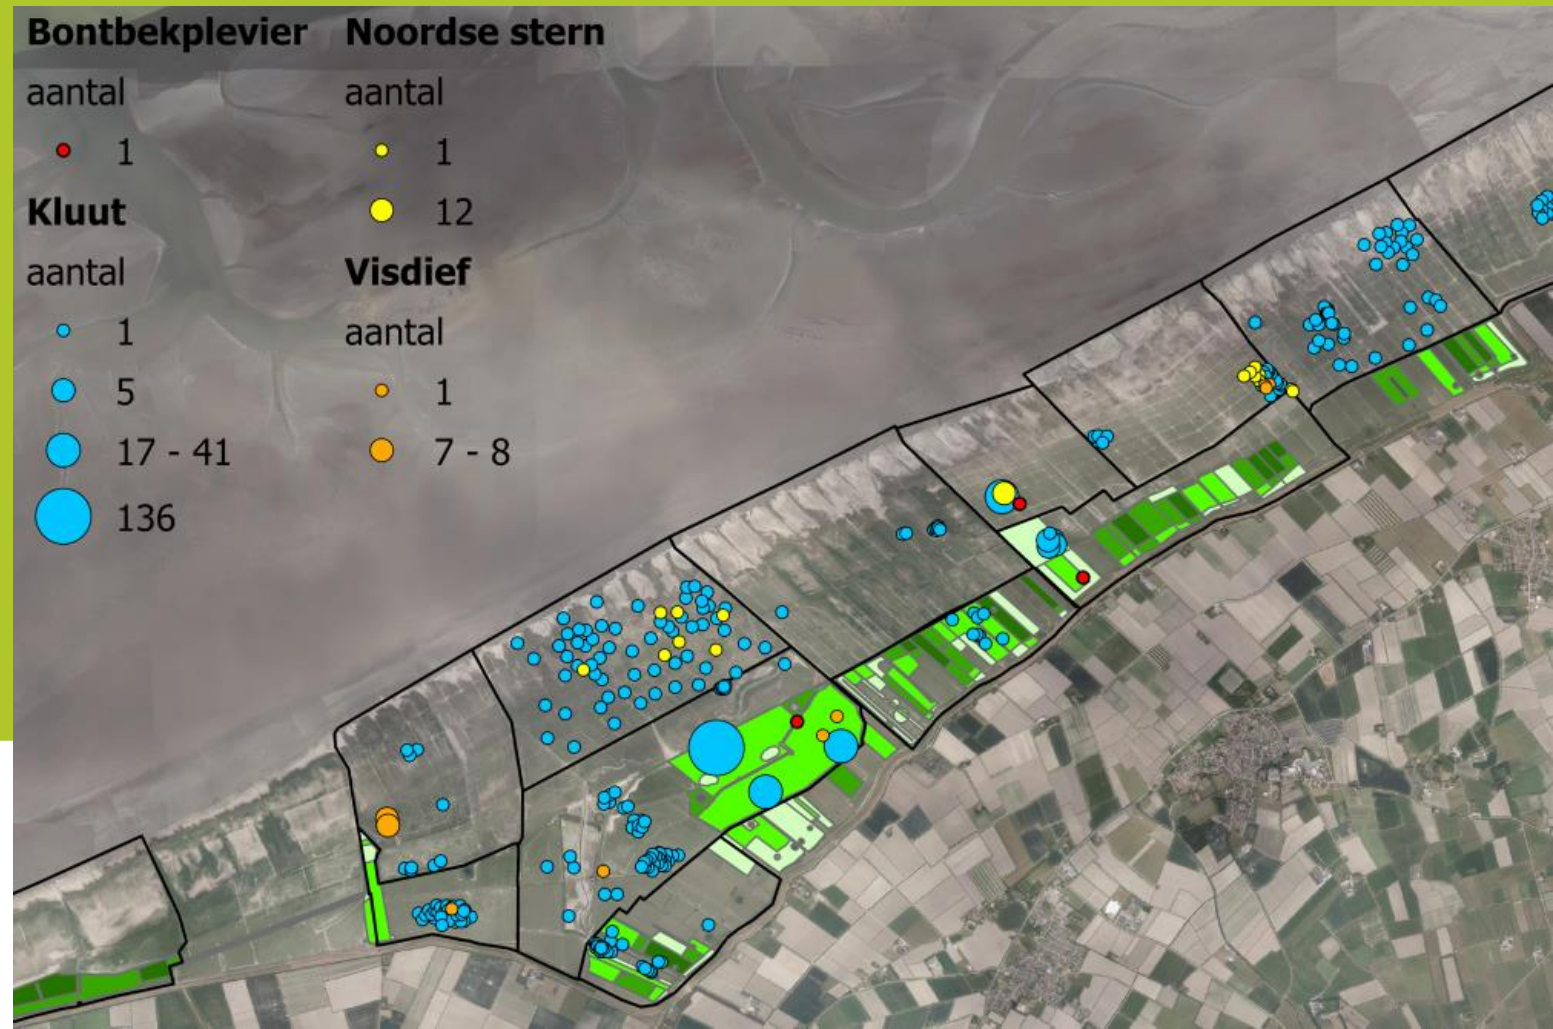 Bontbekplevier
aantal
1
Kluut
aantal
1
5
17 - 41
136
Noordse stern
aantal
1
12
Visdief
aantal
1
7 - 8